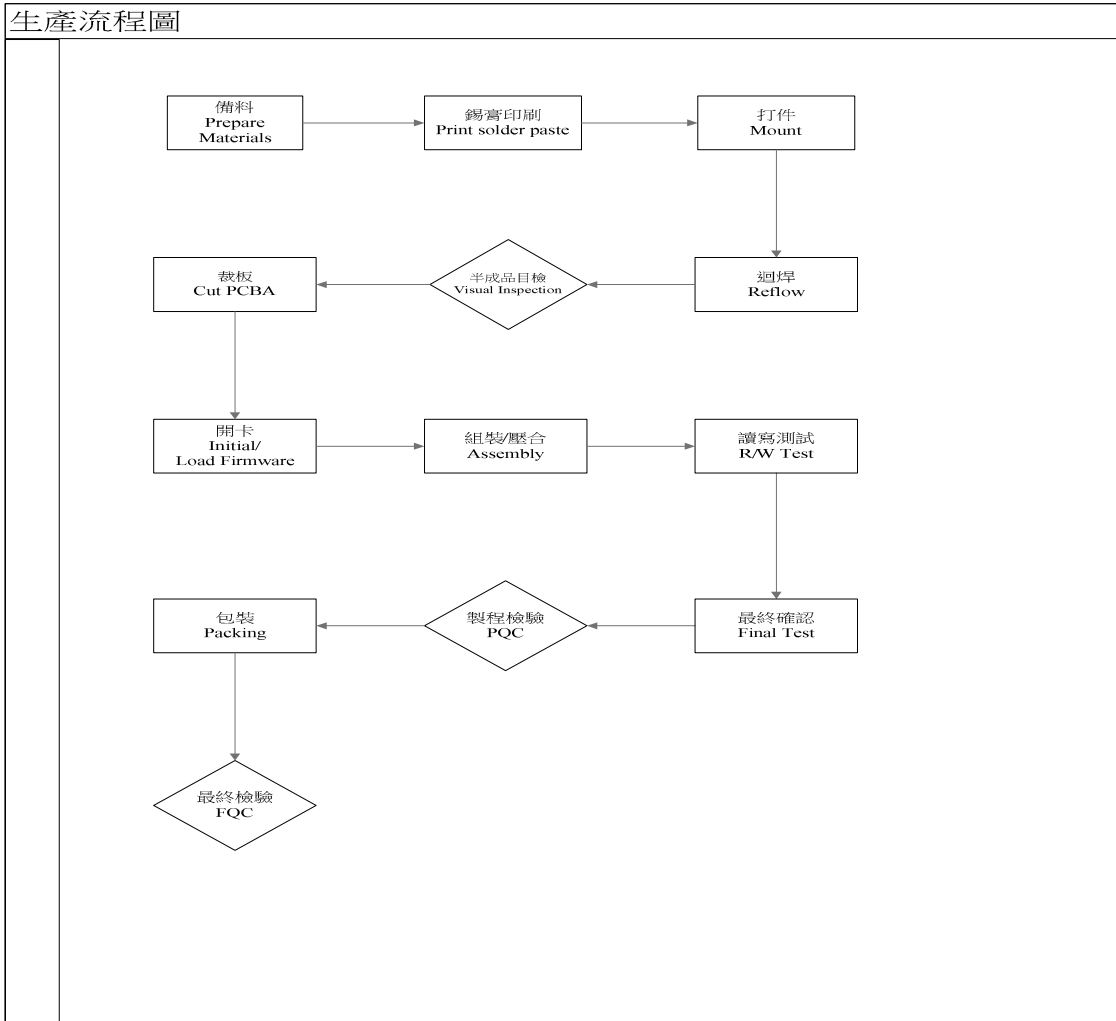 生產流程圖
備料
Prepare
Materials
錫膏印刷
Print solder paste
打件
Mount
迴焊
Reflow
半成品目檢
Visual Inspection
裁板
Cut PCBA
開卡
Initial/
Load Firmware
組裝/壓合
Assembly
讀寫測試
R/W Test
最終確認
Final Test
製程檢驗
PQC
包裝
Packing
最終檢驗
FQC